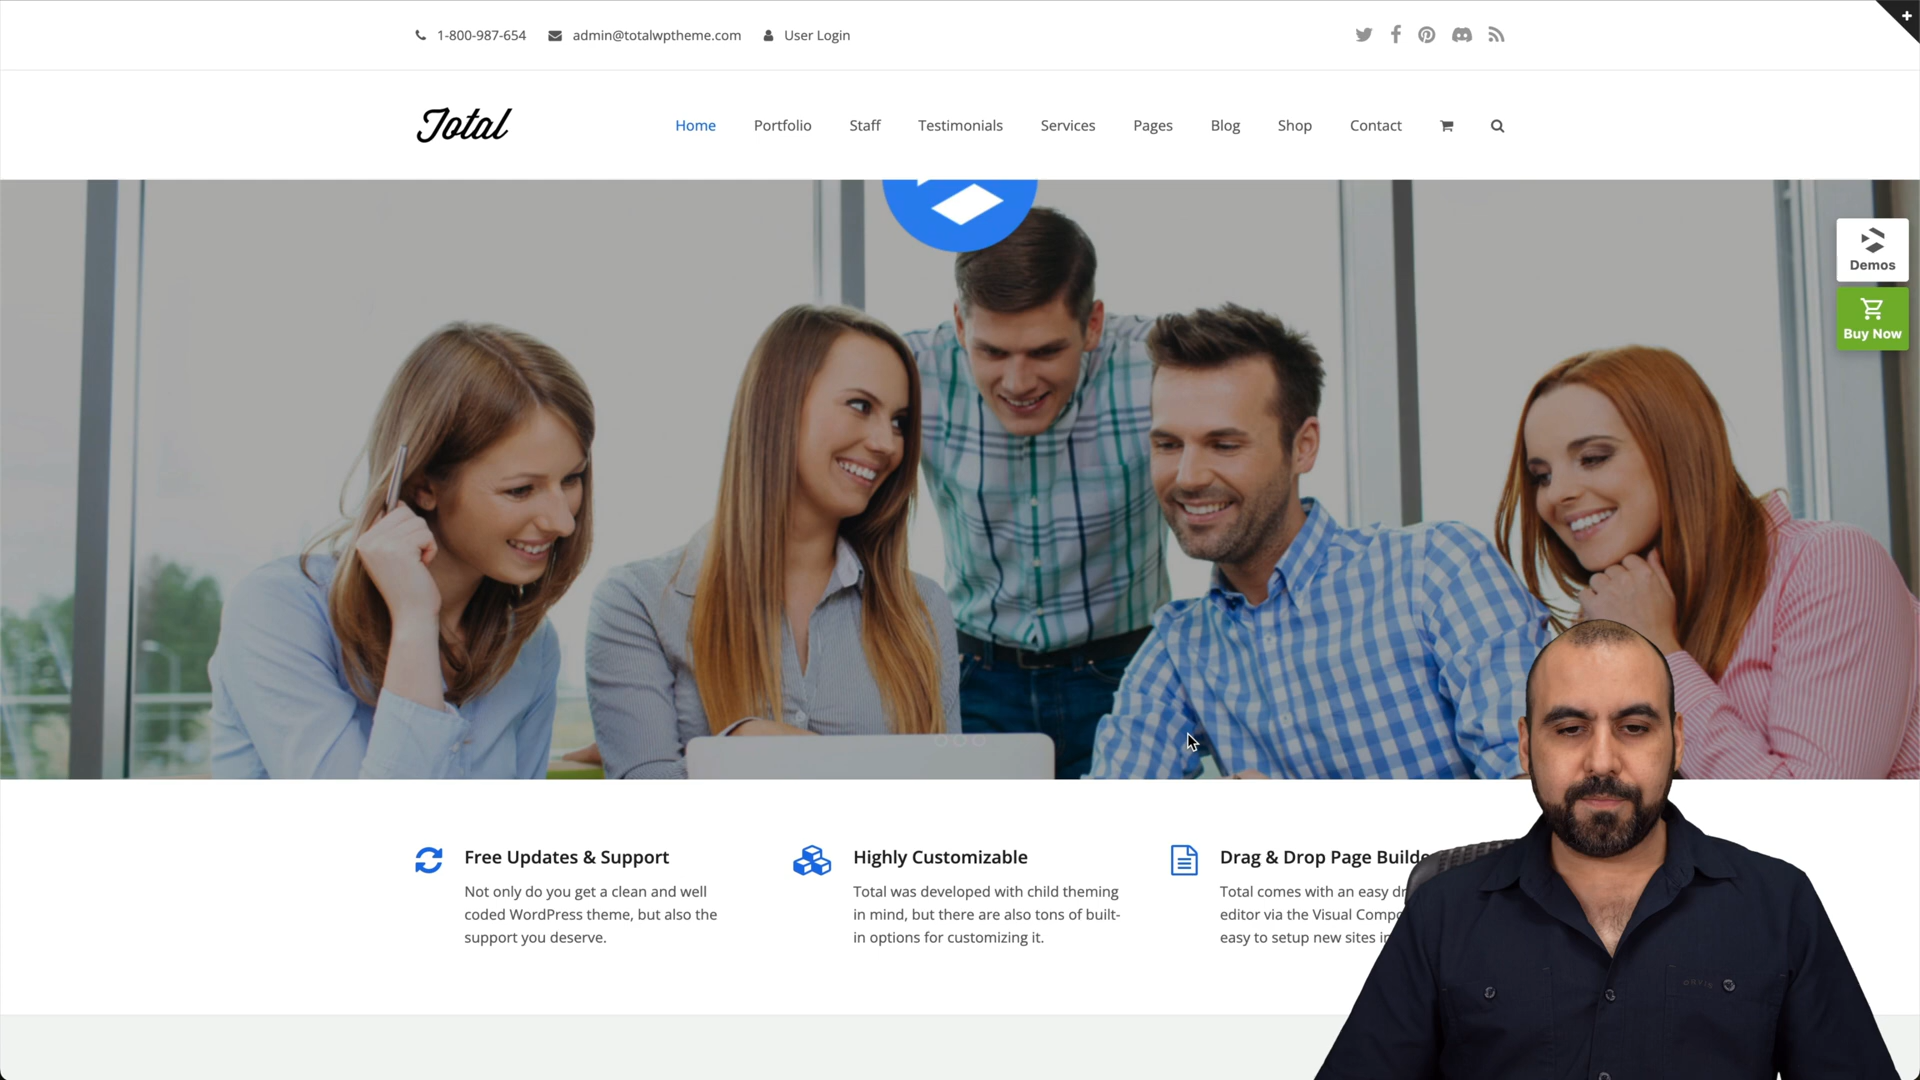 1-800-987-654 admin@totalwptheme.com User Login
Total Home Portfolio Staff Testimonials Services Pages Blog Shop Contact
Demos
Buy Now
Free Updates & Support
Not only do you get a clean and well
coded WordPress theme, but also the
support you deserve.
Highly Customizable
Total was developed with child theming
in mind, but there are also tons of built-
in options for customizing it.
Drag & Drop Page Builde
Total comes with an easy
editor via the Visual Comp
easy to setup new sites